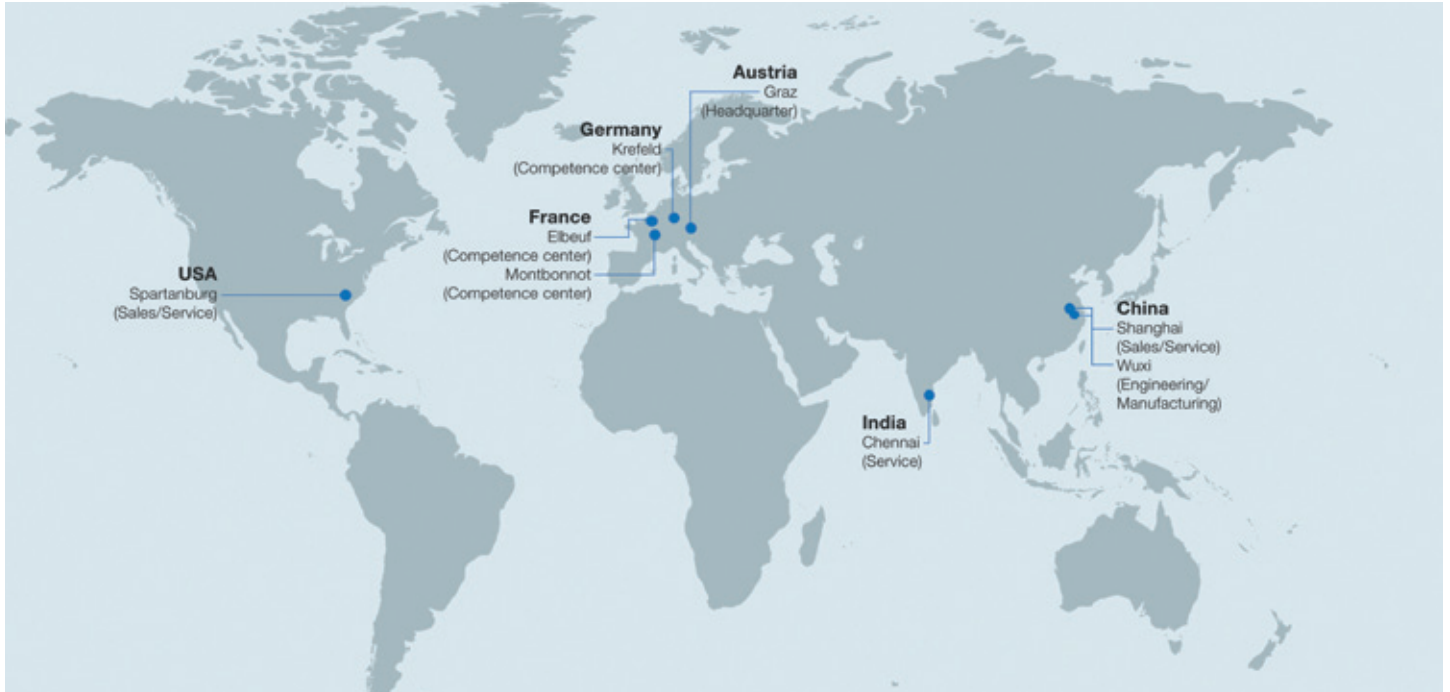 Austria
Graz
(Headquarter)
Germany
Krefeld
(Competence center)
France
Elbeuf
(Competence center)
Montbonnot
(Competence center)
USA
Spartanburg
(Sales/Service)
China
Shanghai
(Sales/Service)
Wuxi
(Engineering/
Manufacturing)
India
Chennai
(Service)